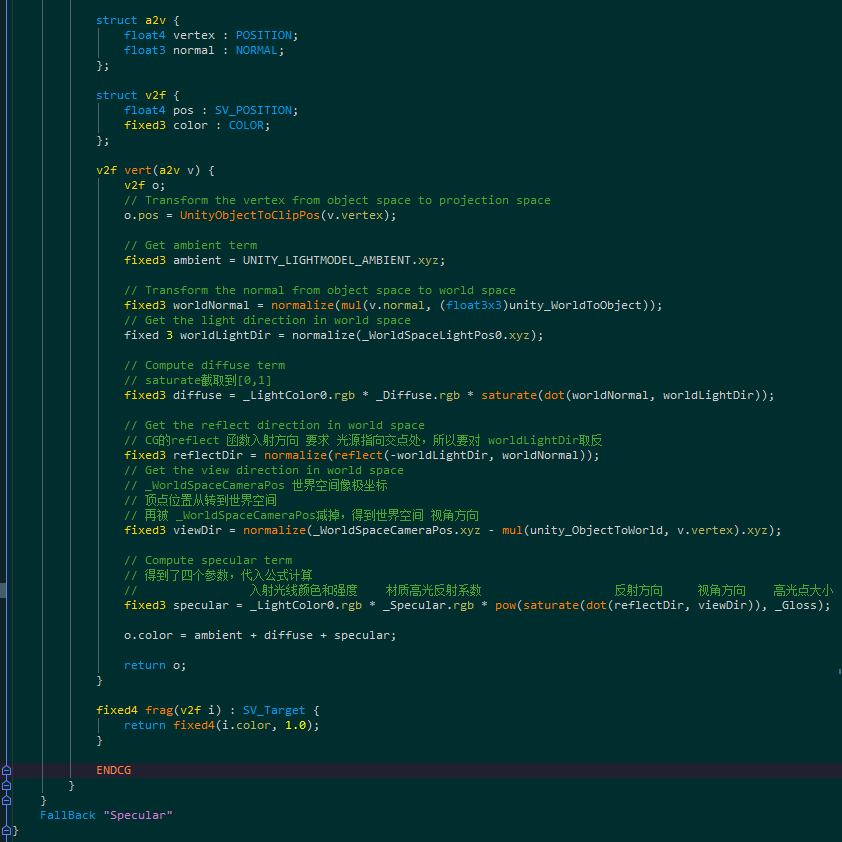 struct a2v {
float4 vertex : POSITION;
float3 normal : NORMAL;
};
struct v2f {
float4 pos : SV_POSITION;
fixed3 color : COLOR;
};
v2f vert(a2v v) {
v2f o;
// Transform the vertex from object space to projection space
o.pos = UnityObjectToClipPos(v.vertex);
// Get ambient term
fixed3 ambient = UNITY_LIGHTMODEL_AMBIENT.xyz;
// Transform the normal from object space to world space
fixed3 worldNormal = normalize(mul(v.normal, (float3x3)unity_WorldToObject));
// Get the light direction in world space
fixed 3 worldLightDir = normalize(_WorldSpaceLightPos0.xyz);
// Compute diffuse term
// saturate截取到[0,1]
fixed3 diffuse = _LightColor0.rgb * _Diffuse.rgb * saturate(dot(worldNormal, worldLightDir));
// Get the reflect direction in world space
// CG的reflect 函数入射方向 要求 光源指向交点处，所以要对 worldLightDir取反
fixed3 reflectDir = normalize(reflect(-worldLightDir, worldNormal));
// Get the view direction in world space
// _WorldSpaceCameraPos 世界空间像极坐标
// 顶点位置从转到世界空间
// 再被 _WorldSpaceCameraPos减掉，得到世界空间 视角方向
fixed3 viewDir = normalize(_WorldSpaceCameraPos.xyz - mul(unity_ObjectToWorld, v.vertex).xyz);
// Compute specular term
// 得到了四个参数，代入公式计算
// 入射光线颜色和强度 材质高光反射系数 反射方向 视角方向 高光点大小
fixed3 specular = _LightColor0.rgb * _Specular.rgb * pow(saturate(dot(reflectDir, viewDir)), _Gloss);
o.color = ambient + diffuse + specular;
return o;
}
fixed4 frag(v2f i) : SV_Target {
return fixed4(i.color, 1.0);
}
ENDCG
}
}
FallBack "Specular"
}